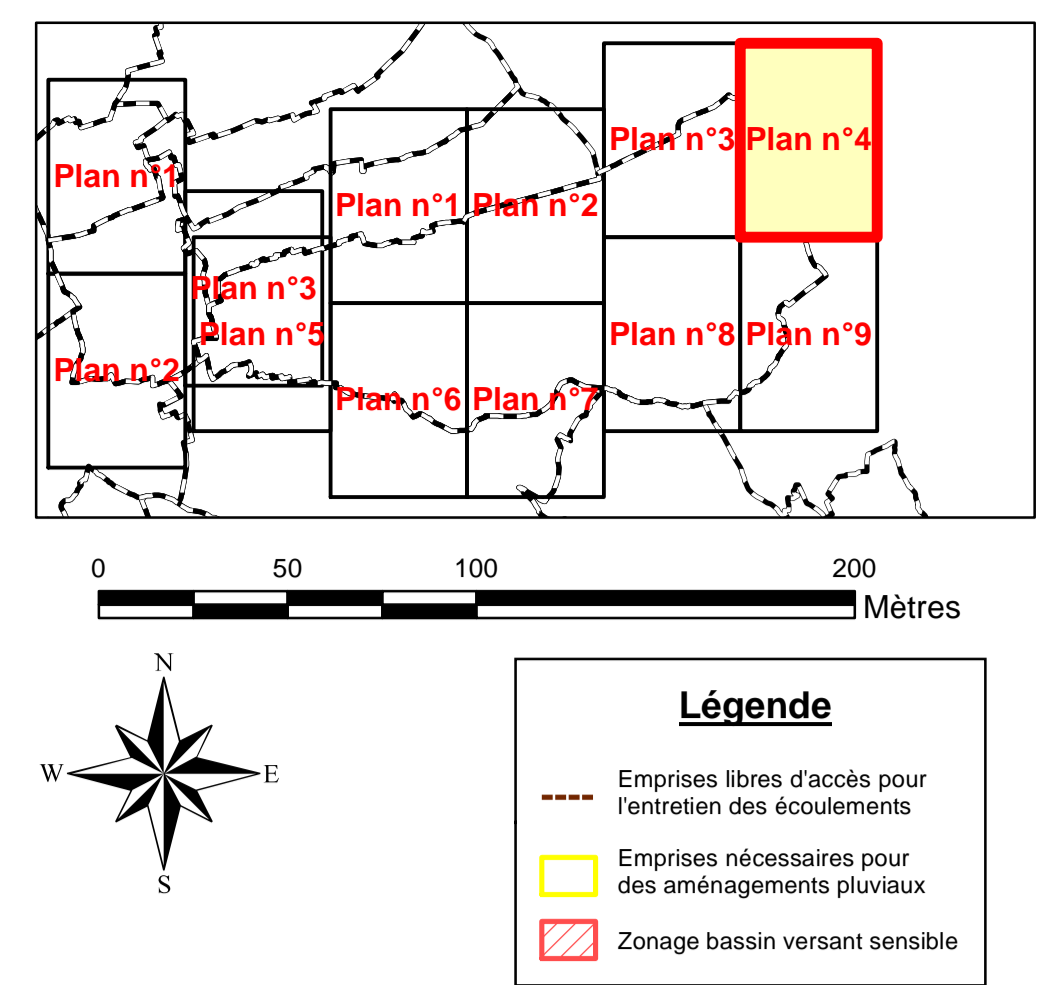 Plan n°3 Plan n°4
Plan n°1
Plan n°1 Plan n°2
Plan n°3
Plan n°5
Plan n°8 Plan n°9
Plan n°2
Plan n°6 Plan n°7
0 50 100 200
Mètres
N
W E
S
Légende
Emprises libres d'accès pour
l'entretien des écoulements
Emprises nécessaires pour
des aménagements pluviaux
Zonage bassin versant sensible